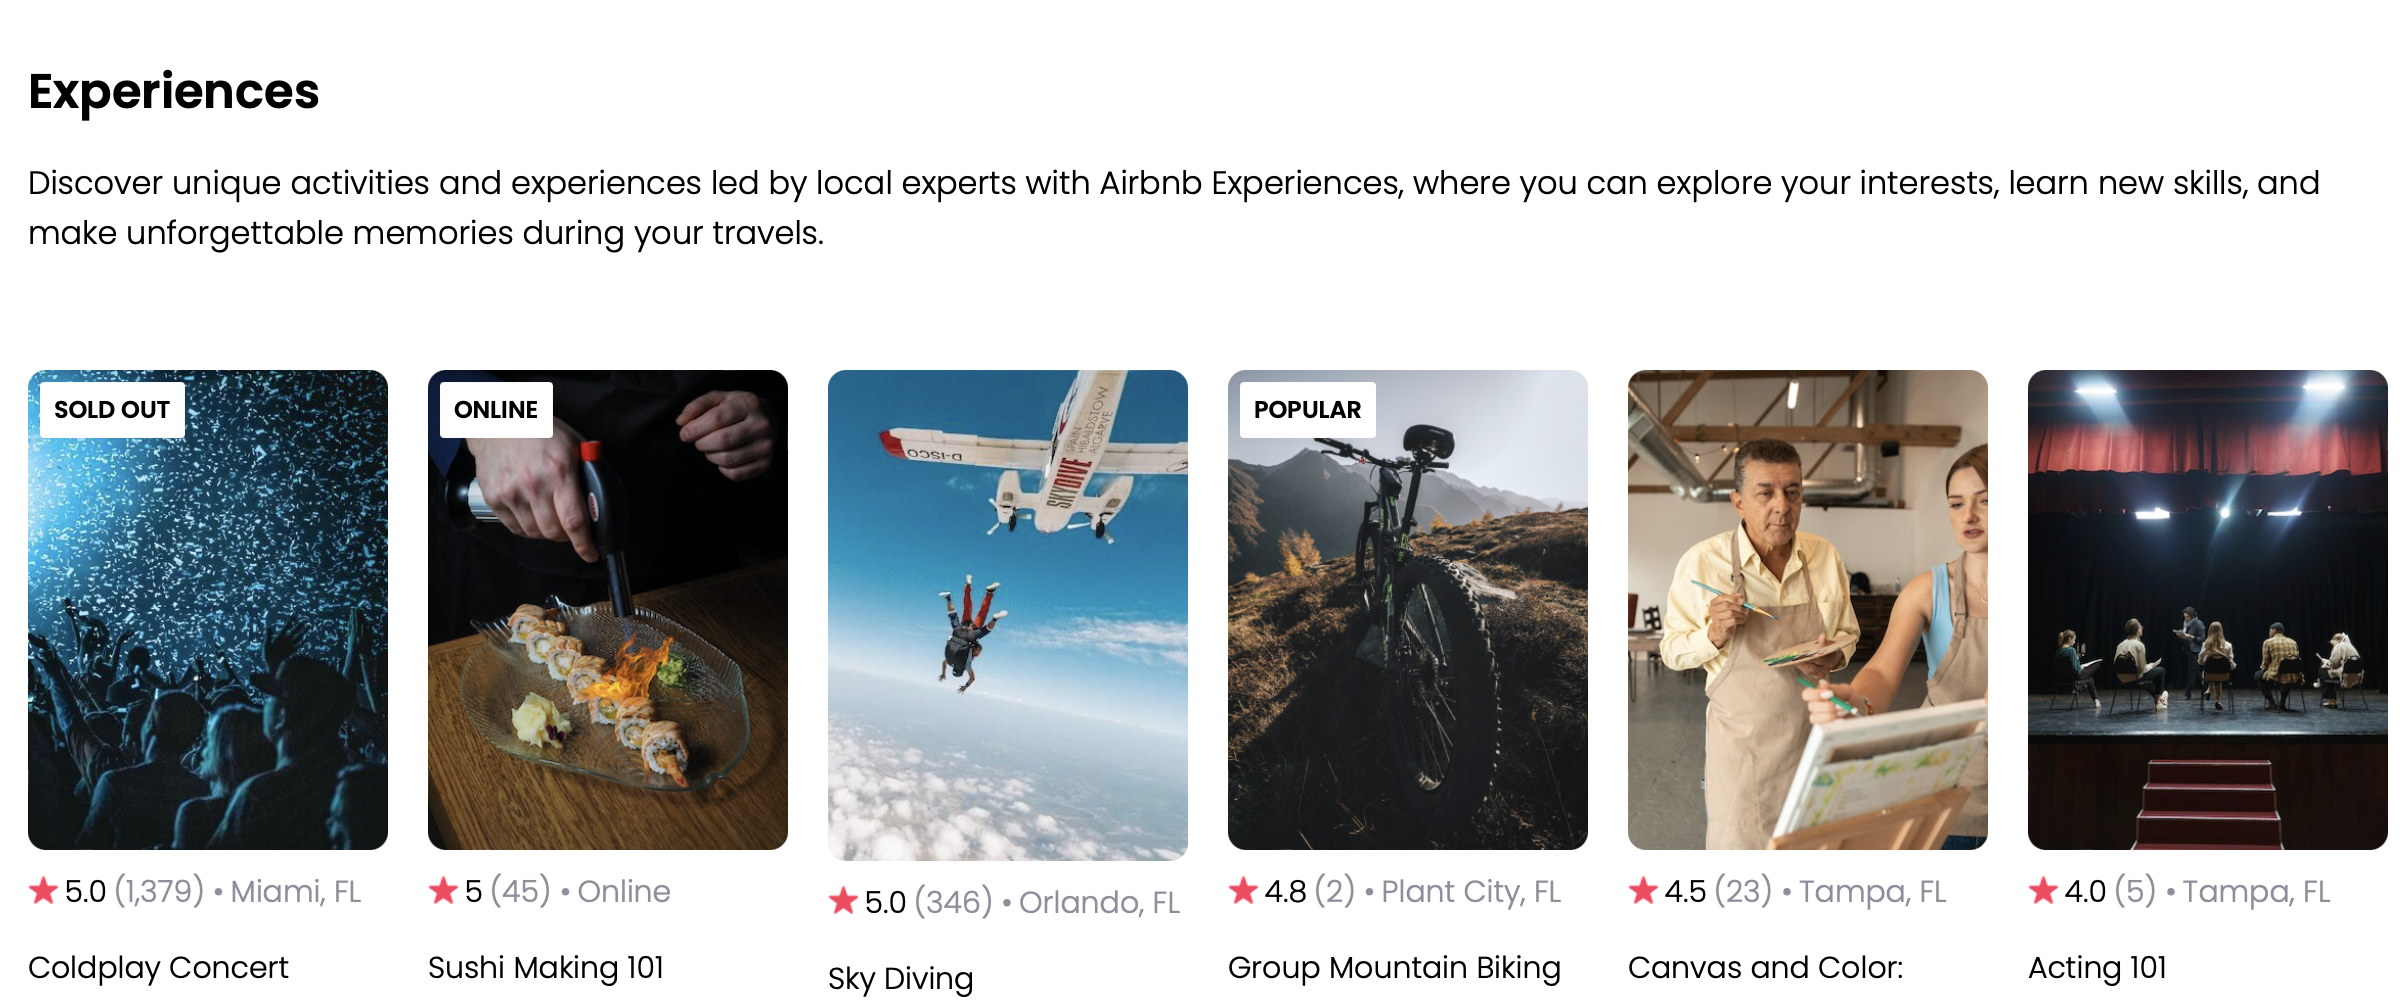 Experiences
Discover unique activities and experiences led by local experts with Airbnb Experiences, where you can explore your interests, learn new skills, and
make unforgettable memories during your travels.
SOLD OUT
5.0 (1,379) • Miami, FL
Coldplay Concert
ONLINE
5 (45) • Online
Sushi Making 101
D-ISCO
SKYDIVE
SPAIN
HIBALDSTOW
ALGARVE
5.0 (346) • Orlando, FL
Sky Diving
POPULAR
4.8 (2) • Plant City, FL
Group Mountain Biking
4.5 (23) • Tampa, FL
Canvas and Color:
4.0 (5) • Tampa, FL
Acting 101